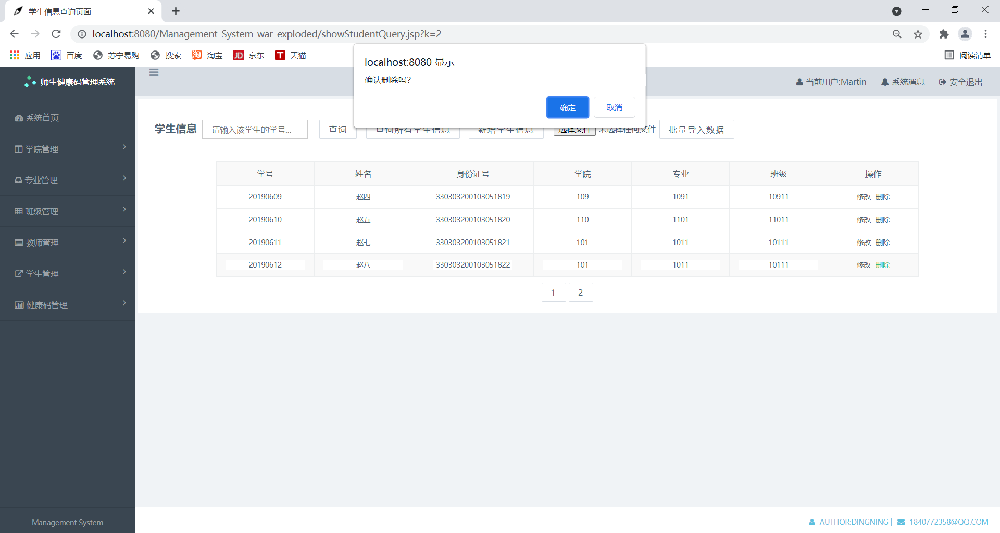 学生信息查询页面
localhost:8080/Management_System_war_exploded/showStudentQuery.jsp?k=2
应用 百度 苏宁易购 搜索 淘宝 京东 天猫 阅读清单
localhost:8080 显示
确认删除吗?
确定 取消
师生健康码管理系统
当前用户:Martin 系统消息 安全退出
系统首页
学院管理
专业管理
班级管理
教师管理
学生管理
健康码管理
学生信息 请输入该学生的学号... 查询 查询所有学生信息 新增学生信息 选择文件 未选择任何文件 批量导入数据
学号 姓名 身份证号 学院 专业 班级 操作
20190609 赵四 330303200103051819 109 1091 10911 修改 删除
20190610 赵五 330303200103051820 110 1101 11011 修改 删除
20190611 赵七 330303200103051821 101 1011 10111 修改 删除
20190612 赵八 330303200103051822 101 1011 10111 修改 删除
1 2
Management System
AUTHOR:DINGNING | 1840772358@QQ.COM